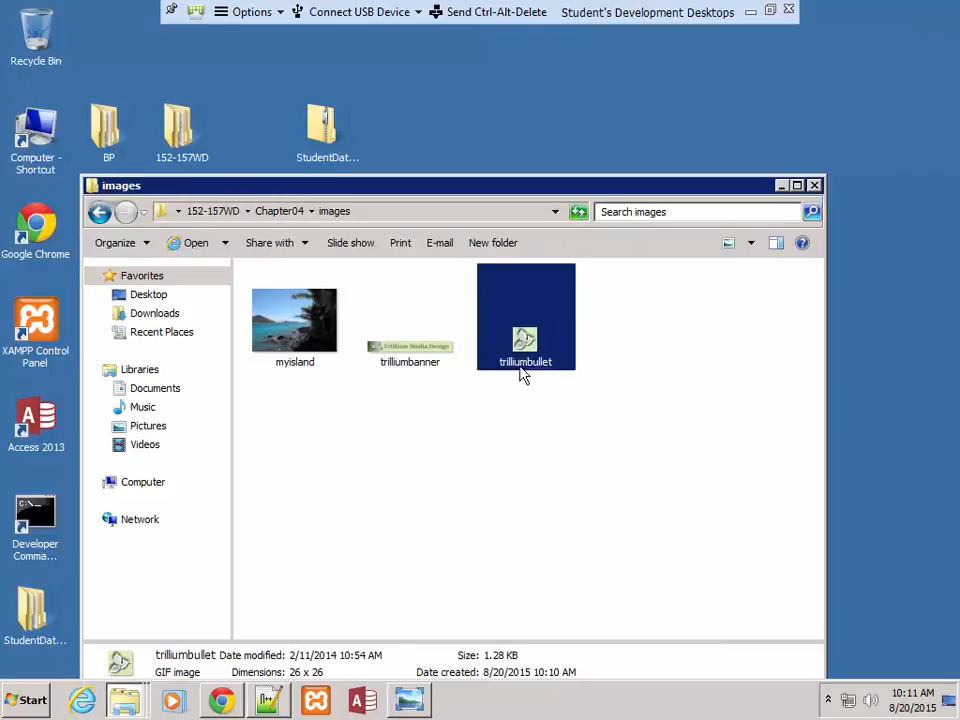 Options
Connect USB Device
Send Ctrl-Alt-Delete
Student's Development Desktops
Recycle Bin
Computer - Shortcut
BP
152-157WD
StudentDat...
Google Chrome
XAMPP Control Panel
Access 2013
Developer Comma...
StudentDat...
images
152-157WD
Chapter04
images
Search images
Organize
Open
Share with
Slide show
Print
E-mail
New folder
Favorites
Desktop
Downloads
Recent Places
Libraries
Documents
Music
Pictures
Videos
Computer
Network
Trillium Media Design
myisland
trilliumbanner
trilliumbullet
trilliumbullet Date modified: 2/11/2014 10:54 AM
Size: 1.28 KB
GIF image
Dimensions: 26 x 26
Date created: 8/20/2015 10:10 AM
Start
10:11 AM
8/20/2015